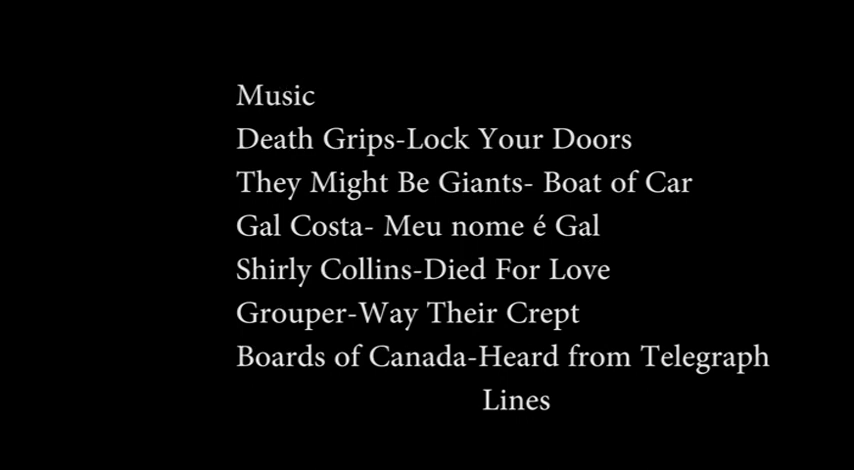 Music
Death Grips-Lock Your Doors
They Might Be Giants- Boat of Car
Gal Costa- Meu nome é Gal
Shirly Collins-Died For Love
Grouper-Way Their Crept
Boards of Canada-Heard from Telegraph
Lines